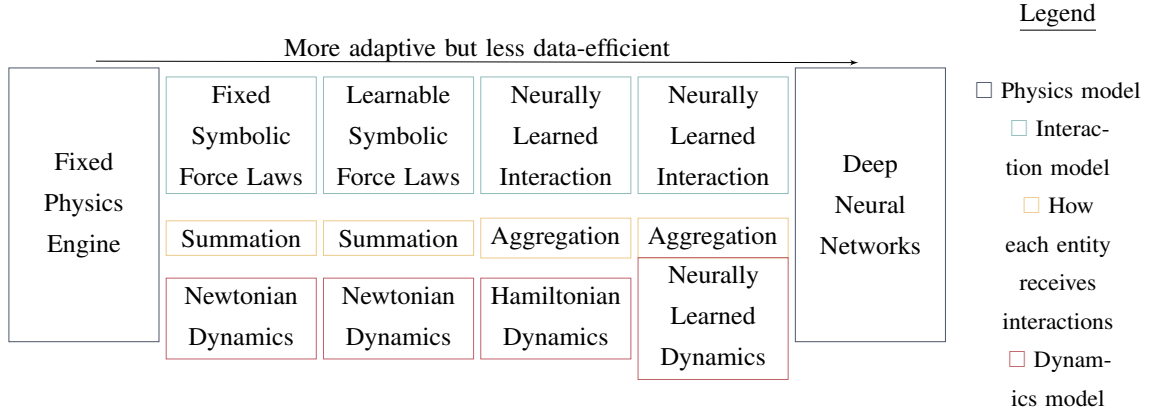 More adaptive but less data-efficient
Fixed
Physics
Engine
Fixed
Symbolic
Force Laws
Summation
Newtonian
Dynamics
Learnable
Symbolic
Force Laws
Summation
Newtonian
Dynamics
Neurally
Learned
Interaction
Aggregation
Hamiltonian
Dynamics
Neurally
Learned
Interaction
Aggregation
Neurally
Learned
Dynamics
Deep
Neural
Networks
Legend
Physics model
Interac-
tion model
How
each entity
receives
interactions
Dynam-
ics model